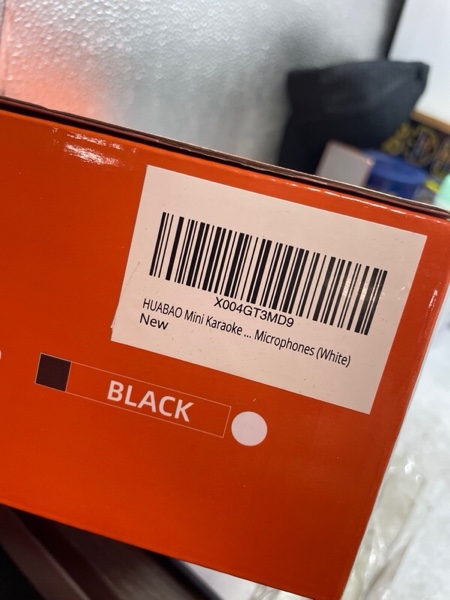 X004GT3MD9
HUABAO Mini Karaoke ... Microphones (White)
New
BLACK